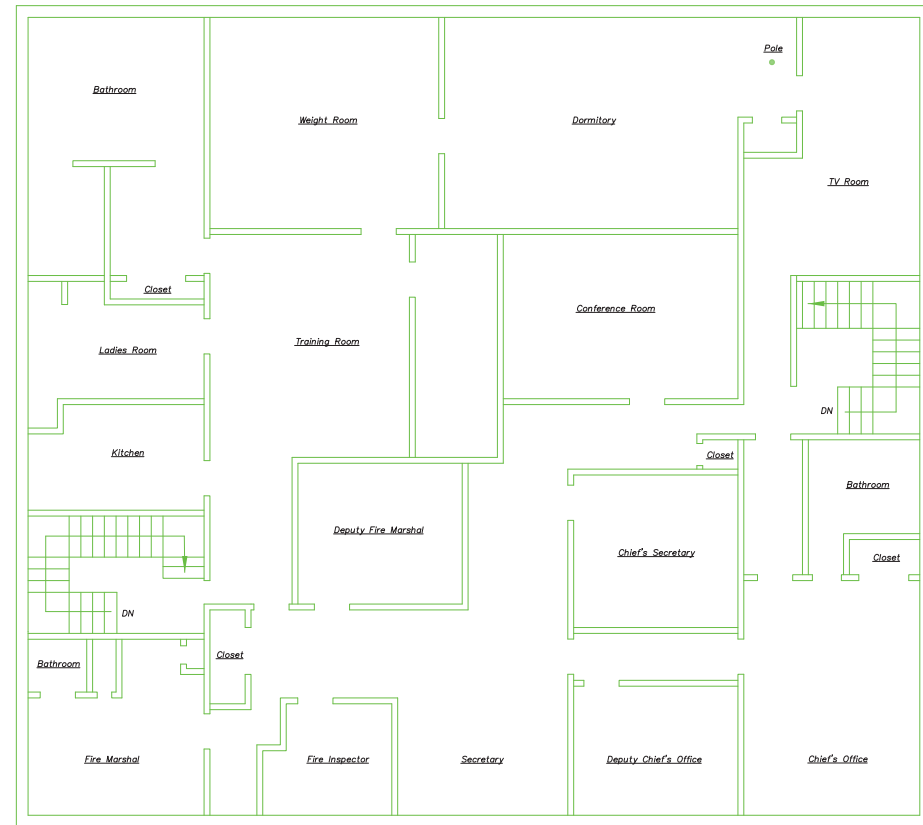 Pole
Bathroom
Weight Room
Dormitory
TV Room
Closet
Conference Room
Training Room
Ladies Room
DN
Kitchen
Closet
Bathroom
Deputy Fire Marshal
Chief's Secretary
Closet
DN
Closet
Bathroom
Fire Marshal
Fire Inspector
Secretary
Deputy Chief's Office
Chief's Office